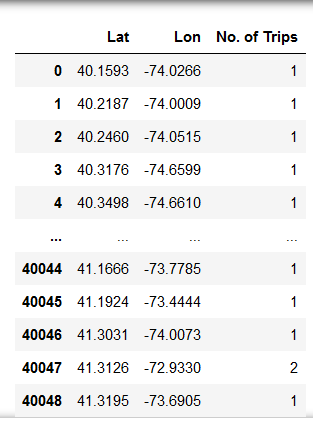 Lat Lon No. of Trips
0 40.1593 -74.0266 1
1 40.2187 -74.0009 1
2 40.2460 -74.0515 1
3 40.3176 -74.6599 1
4 40.3498 -74.6610 1
... ... ... ...
40044 41.1666 -73.7785 1
40045 41.1924 -73.4444 1
40046 41.3031 -74.0073 1
40047 41.3126 -72.9330 2
40048 41.3195 -73.6905 1